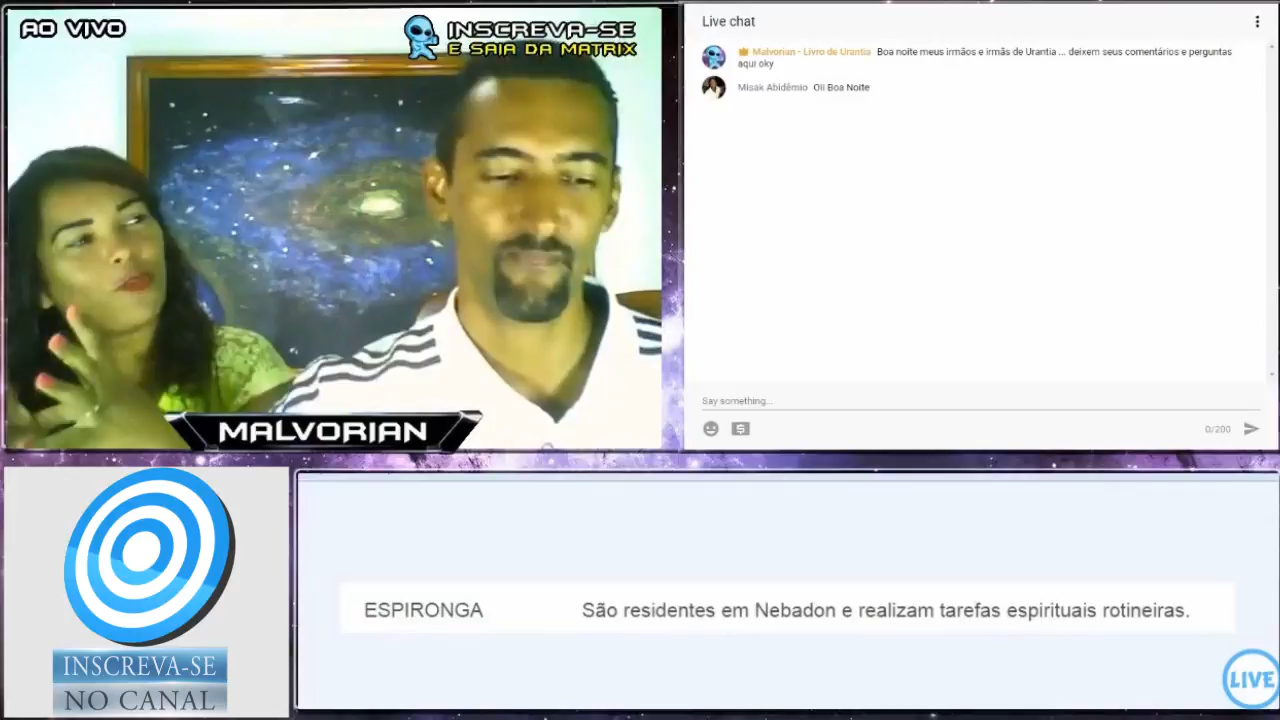 AO VIVO
INSCREVA-SE
E SAIA DA MATRIX
MALVORIAN
Live chat
Malvorian - Livro de Urantia Boa noite meus irmãos e irmãs de Urantia ... deixem seus comentários e perguntas
aqui oky
Misak Abidêmio Oii Boa Noite
Say something...
0/200
INSCREVA-SE
NO CANAL
ESPIRONGA São residentes em Nebadon e realizam tarefas espirituais rotineiras.
LIVE